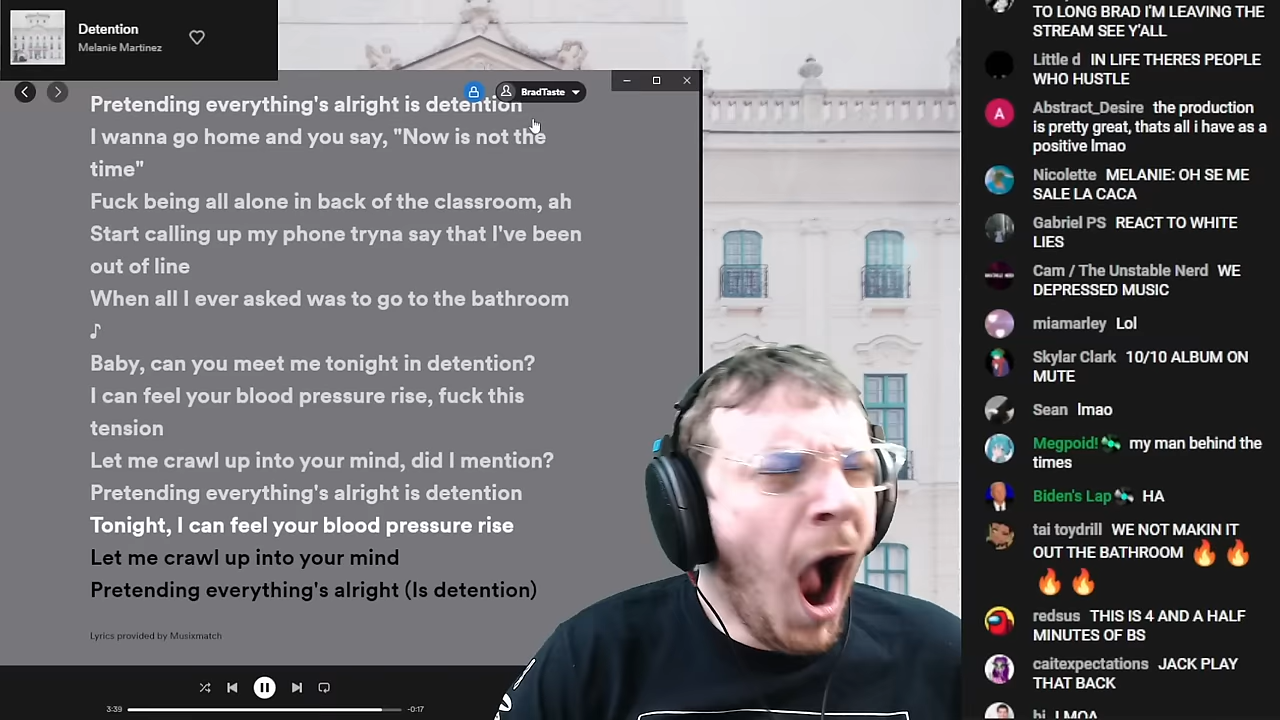 Detention
Melanie Martinez
BradTaste
Pretending everything's alright is detention
I wanna go home and you say, "Now is not the
time"
Fuck being all alone in back of the classroom, ah
Start calling up my phone tryna say that I've been
out of line
When all I ever asked was to go to the bathroom
♪
Baby, can you meet me tonight in detention?
I can feel your blood pressure rise, fuck this
tension
Let me crawl up into your mind, did I mention?
Pretending everything's alright is detention
Tonight, I can feel your blood pressure rise
Let me crawl up into your mind
Pretending everything's alright (Is detention)
Lyrics provided by Musixmatch
3:39
-0:17
TO LONG BRAD I'M LEAVING THE
STREAM SEE Y'ALL
Little d IN LIFE THERES PEOPLE
WHO HUSTLE
A
Abstract_Desire the production
is pretty great, thats all i have as a
positive lmao
Nicolette MELANIE: OH SE ME
SALE LA CACA
Gabriel PS REACT TO WHITE
LIES
Cam / The Unstable Nerd WE
DEPRESSED MUSIC
miamarley Lol
Skylar Clark 10/10 ALBUM ON
MUTE
Sean lmao
Megpoid! my man behind the
times
Biden's Lap HA
tai toydrill WE NOT MAKIN IT
OUT THE BATHROOM 🔥 🔥
🔥 🔥
redsus THIS IS 4 AND A HALF
MINUTES OF BS
caitexpectations JACK PLAY
THAT BACK
hi LMOA